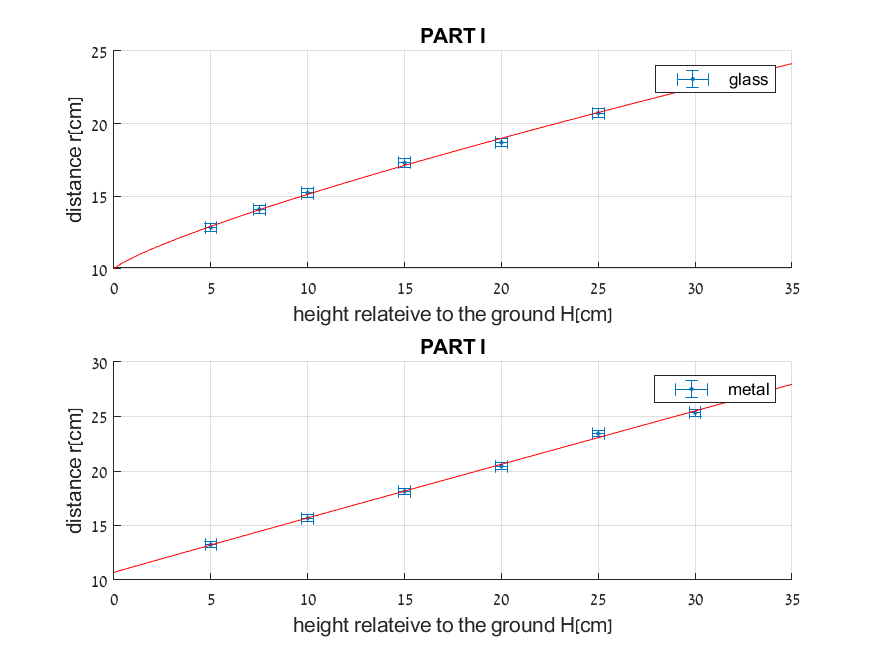 PART I
25
20
15
10
distance r[cm]
glass
0 5 10 15 20 25 30 35
height relateive to the ground H[cm]
PART I
30
25
20
15
10
distance r[cm]
metal
0 5 10 15 20 25 30 35
height relateive to the ground H[cm]